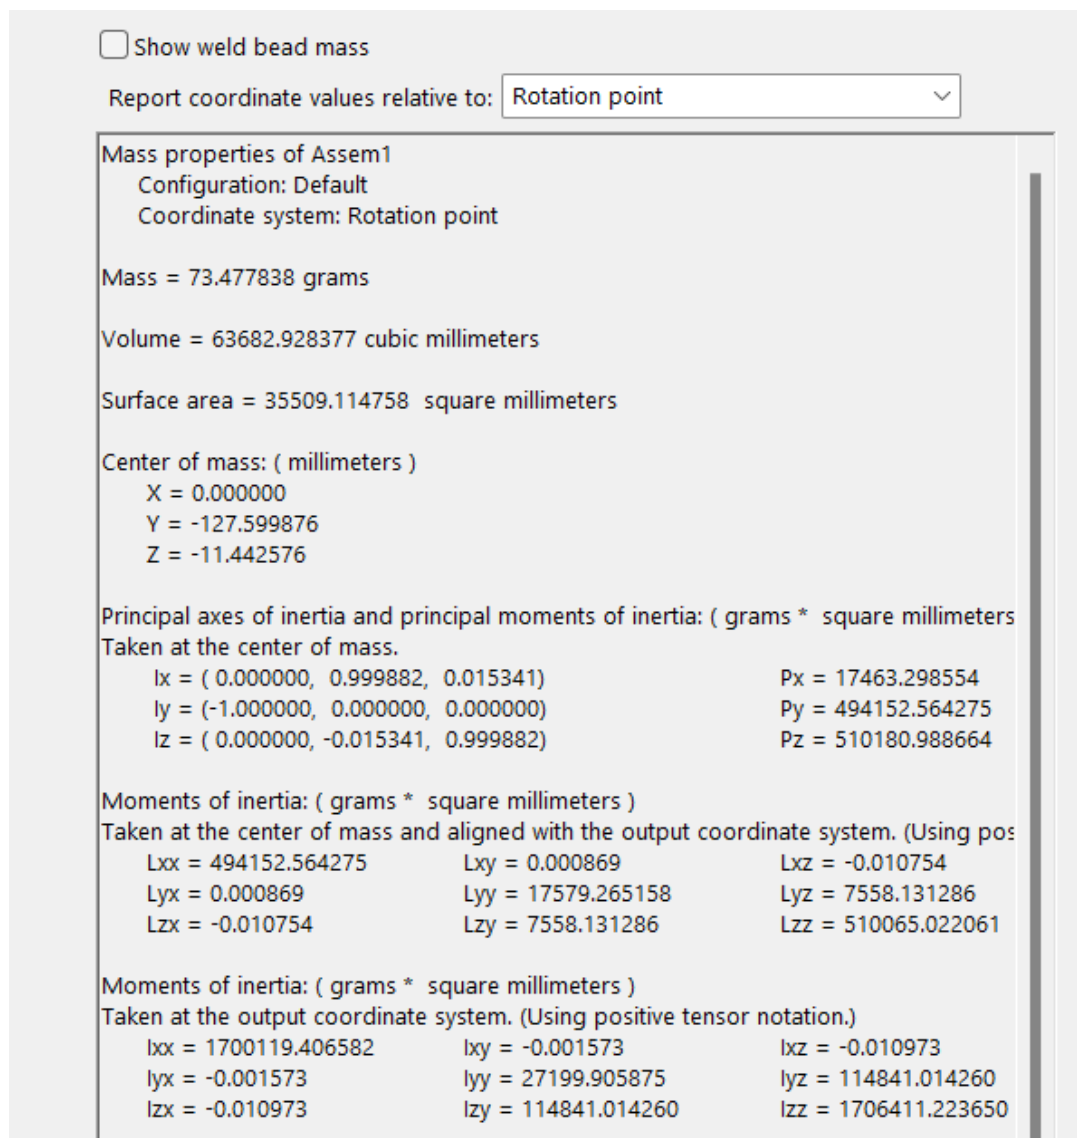 Show weld bead mass
Report coordinate values relative to: Rotation point
Mass properties of Assem1
Configuration: Default
Coordinate system: Rotation point
Mass = 73.477838 grams
Volume = 63682.928377 cubic millimeters
Surface area = 35509.114758 square millimeters
Center of mass: ( millimeters )
X = 0.000000
Y = -127.599876
Z = -11.442576
Principal axes of inertia and principal moments of inertia: ( grams * square millimeters
Taken at the center of mass.
Ix = ( 0.000000, 0.999882, 0.015341) Px = 17463.298554
Iy = (-1.000000, 0.000000, 0.000000) Py = 494152.564275
Iz = ( 0.000000, -0.015341, 0.999882) Pz = 510180.988664
Moments of inertia: ( grams * square millimeters )
Taken at the center of mass and aligned with the output coordinate system. (Using pos
Lxx = 494152.564275 Lxy = 0.000869 Lxz = -0.010754
Lyx = 0.000869 Lyy = 17579.265158 Lyz = 7558.131286
Lzx = -0.010754 Lzy = 7558.131286 Lzz = 510065.022061
Moments of inertia: ( grams * square millimeters )
Taken at the output coordinate system. (Using positive tensor notation.)
Ixx = 1700119.406582 Ixy = -0.001573 Ixz = -0.010973
Iyx = -0.001573 Iyy = 27199.905875 Iyz = 114841.014260
Izx = -0.010973 Izy = 114841.014260 Izz = 1706411.223650